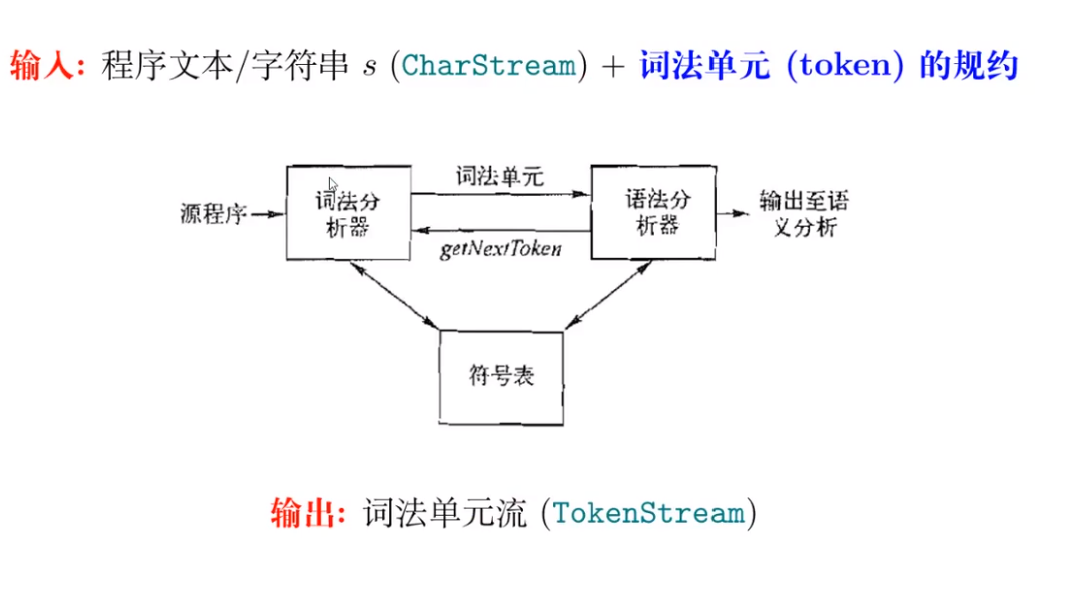 输入: 程序文本/字符串 s (CharStream) + 词法单元 (token) 的规约
源程序
词法分
析器
词法单元
getNextToken
语法分
析器
输出至语
义分析
符号表
输出: 词法单元流 (TokenStream)